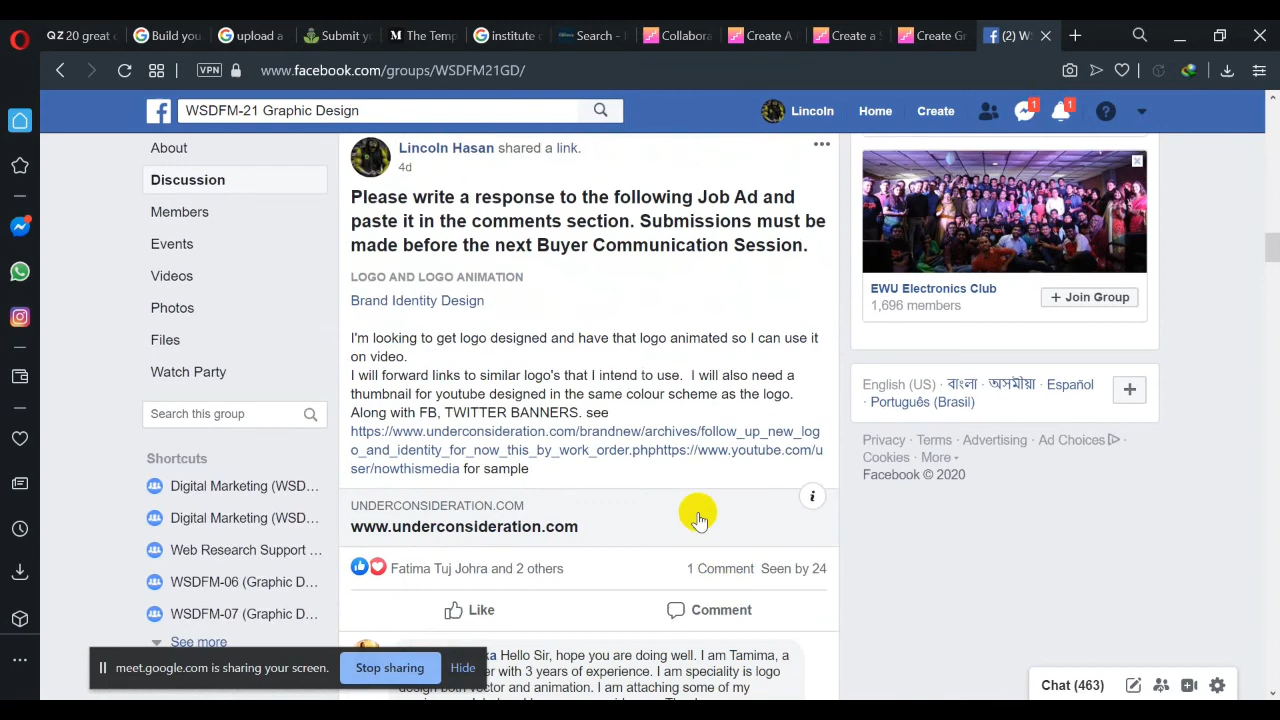 QZ 20 great
Build you
upload a
Submit y
M The Temp
institute
Search -
Collabora
Create A
Create a
Create G
(2) W
VPN
www.facebook.com/groups/WSDFM21GD/
WSDFM-21 Graphic Design
Lincoln
Home
Create
1
1
About
Discussion
Members
Events
Videos
Photos
Files
Watch Party
Search this group
Shortcuts
Digital Marketing (WSD...
Digital Marketing (WSD...
Web Research Support ...
WSDFM-06 (Graphic D...
WSDFM-07 (Graphic D...
See more
Lincoln Hasan shared a link.
4d
Please write a response to the following Job Ad and
paste it in the comments section. Submissions must be
made before the next Buyer Communication Session.
LOGO AND LOGO ANIMATION
Brand Identity Design
I'm looking to get logo designed and have that logo animated so I can use it
on video.
I will forward links to similar logo's that I intend to use. I will also need a
thumbnail for youtube designed in the same colour scheme as the logo.
Along with FB, TWITTER BANNERS. see
https://www.underconsideration.com/brandnew/archives/follow_up_new_log
o_and_identity_for_now_this_by_work_order.phphttps://www.youtube.com/u
ser/nowthismedia for sample
UNDERCONSIDERATION.COM
www.underconsideration.com
Fatima Tuj Johra and 2 others
1 Comment Seen by 24
Like
Comment
ka Hello Sir, hope you are doing well. I am Tamima, a
er with 3 years of experience. I am speciality is logo
design both vector and animation. I am attaching some of my
EWU Electronics Club
1,696 members
+ Join Group
English (US) · বাংলা · অসমীয়া · Español
· Português (Brasil)
Privacy · Terms · Advertising · Ad Choices ·
Cookies · More
Facebook © 2020
meet.google.com is sharing your screen.
Stop sharing
Hide
Chat (463)